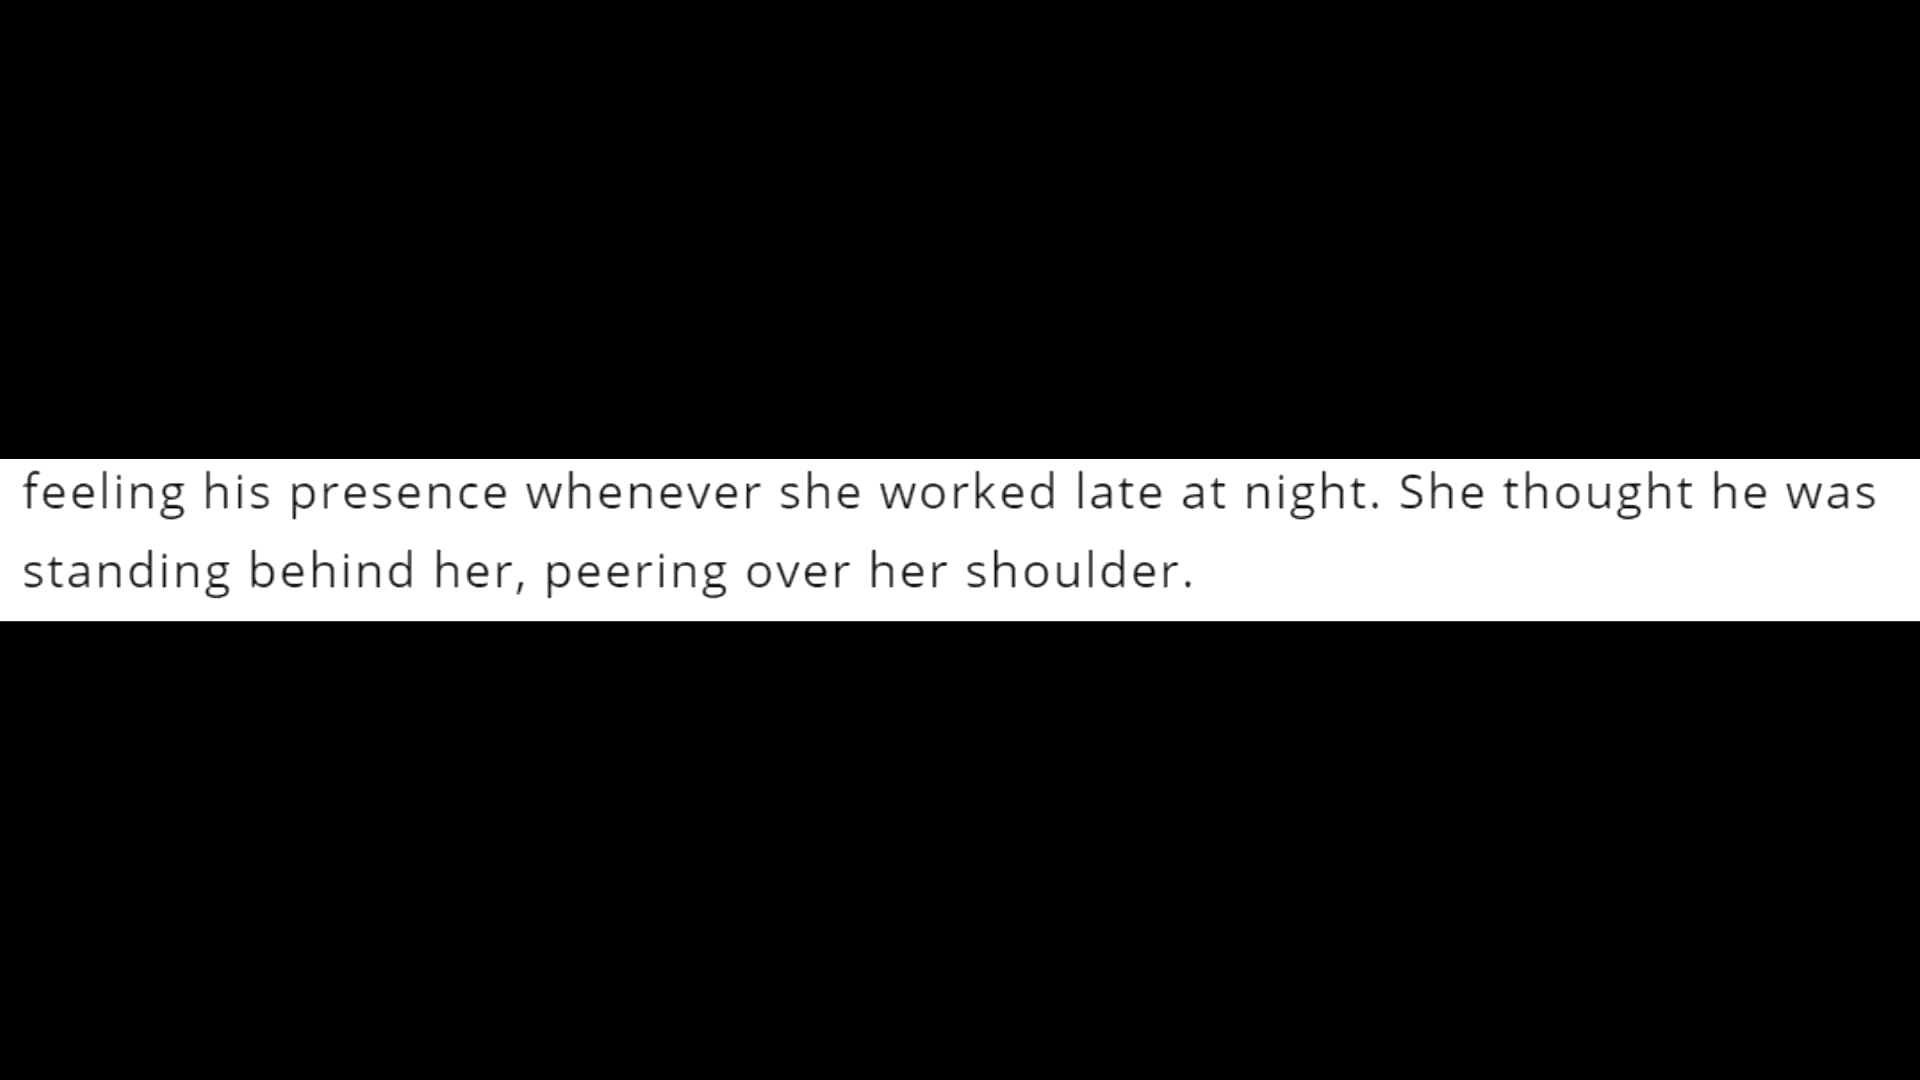 feeling his presence whenever she worked late at night. She thought he was
standing behind her, peering over her shoulder.